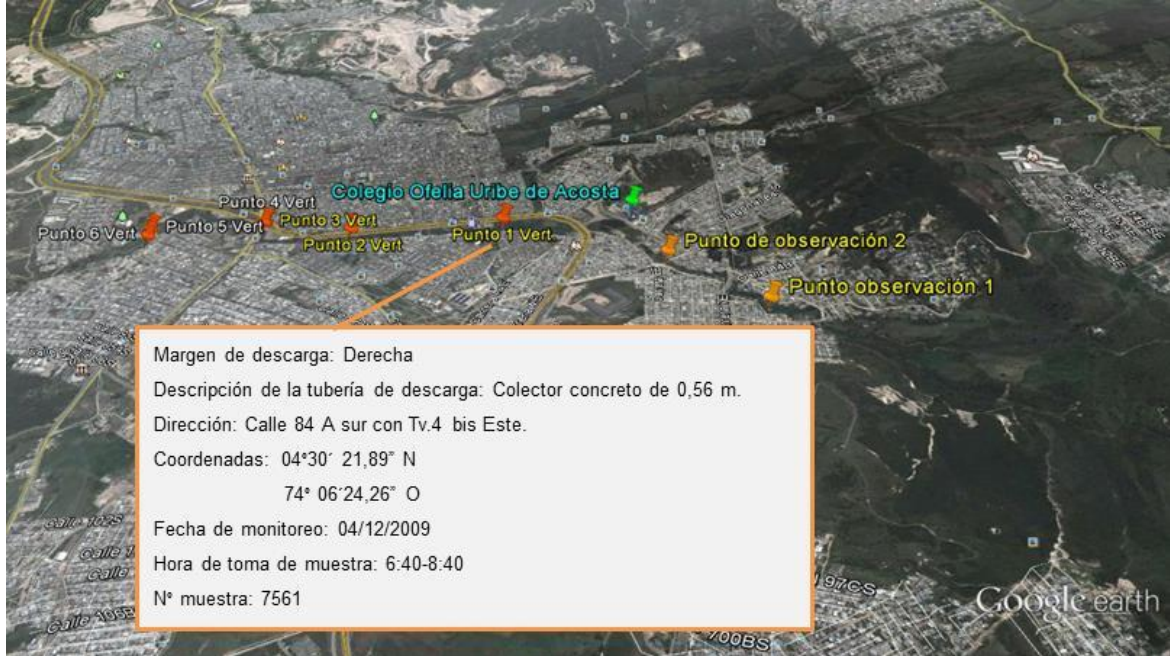 Colegio Ofelia Uribe de Acosta
Punto 4 Vert
Punto 6 Vert
Punto 5 Vert
Punto 3 Vert
Punto 2 Vert
Punto 1 Vert
Punto de observación 2
Punto observación 1
Margen de descarga: Derecha
Descripción de la tubería de descarga: Colector concreto de 0,56 m.
Dirección: Calle 84 A sur con Tv.4 bis Este.
Coordenadas: 04°30´ 21,89” N
74° 06´24,26” O
Fecha de monitoreo: 04/12/2009
Hora de toma de muestra: 6:40-8:40
N° muestra: 7561
Calle 102S
Google earth